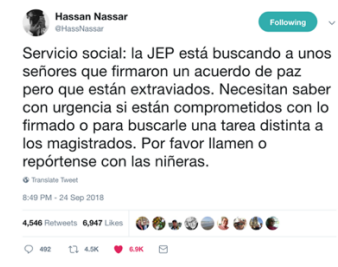 Hassan Nassar
@HassNassar
Following
Servicio social: la JEP está buscando a unos
señores que firmaron un acuerdo de paz
pero que están extraviados. Necesitan saber
con urgencia si están comprometidos con lo
firmado o para buscarle una tarea distinta a
los magistrados. Por favor llamen o
repórtense con las niñeras.
Translate Tweet
8:49 PM - 24 Sep 2018
4,546 Retweets 6,947 Likes
492 4.5K 6.9K